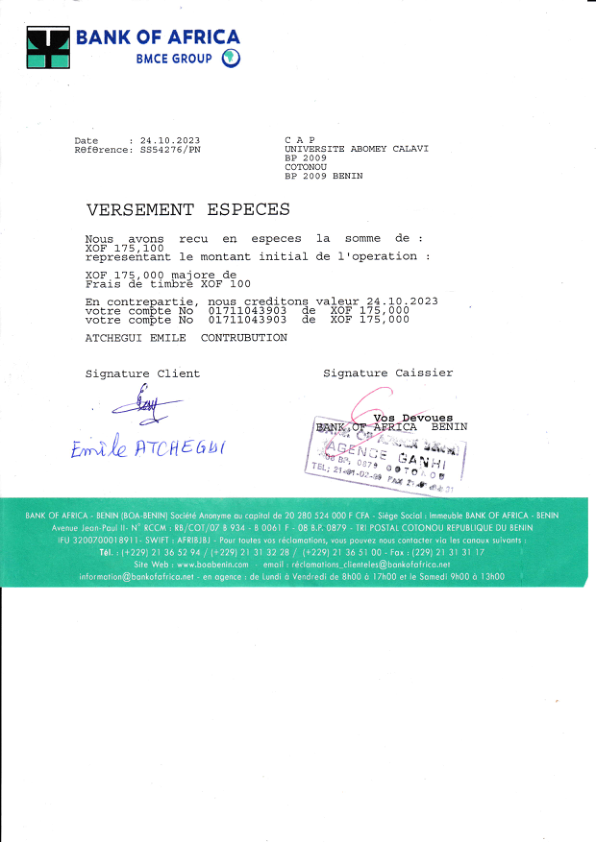 BANK OF AFRICA
BMCE GROUP
Date : 24.10.2023
Référence: SS54276/PN
C A P
UNIVERSITE ABOMEY CALAVI
BP 2009
COTONOU
BP 2009 BENIN
VERSEMENT ESPECES
Nous avons recu en especes la somme de :
XOF 175,100
representant le montant initial de l'operation :
XOF 175,000 majore de
Frais de timbre XOF 100
En contrepartie, nous creditons valeur 24.10.2023
votre compte No 01711043903 de XOF 175,000
votre compte No 01711043903 de XOF 175,000
ATCHEGUI EMILE CONTRUBUTION
Signature Client
Signature Caissier
Vos Devoues
BANK OF AFRICA BENIN
Emile ATCHEGUI
BANK OF AFRICA BENIN
AGENCE GANHI
08 BP. 0879 COTONOU
TEL; 21-01-02-09 FAX
BANK OF AFRICA - BENIN (BOA-BENIN) Société Anonyme au capital de 20 280 524 000 F CFA - Siège Social : immeuble BANK OF AFRICA - BENIN
Avenue Jean-Paul II- N° RCCM : RB/COT/07 B 934 - B 0061 F - 08 B.P. 0879 - TRI POSTAL COTONOU REPUBLIQUE DU BENIN
IFU 3200700018911- SWIFT : AFRIBJBJ - Pour toutes vos réclamations, vous pouvez nous contacter via les canaux suivants :
Tél. : (+229) 21 36 52 94 / (+229) 21 31 32 28 / (+229) 21 36 51 00 - Fax : (229) 21 31 31 17
Site Web : www.boabenin.com - email : réclamations_clienteles@bankofafrica.net
information@bankofafrica.net - en agence : de Lundi à Vendredi de 8h00 à 17h00 et le Samedi 9h00 à 13h00